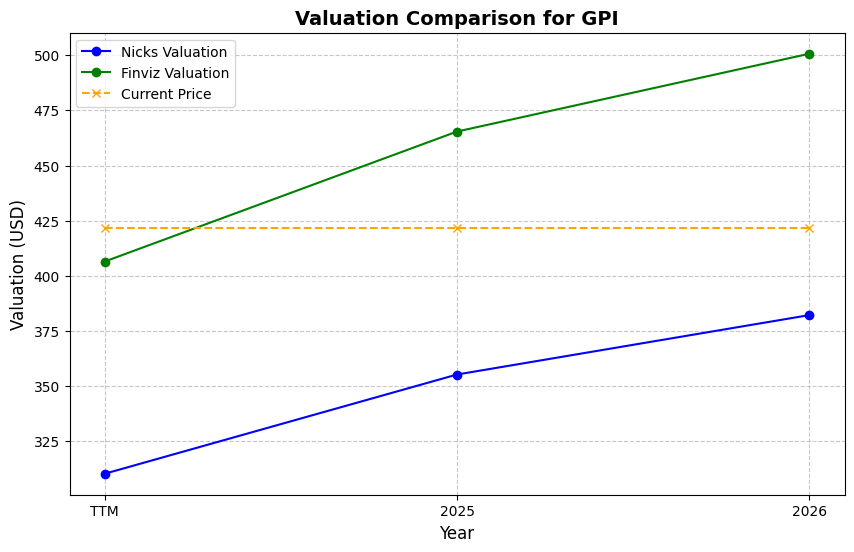 Valuation Comparison for GPI
Nicks Valuation
Finviz Valuation
Current Price
Valuation (USD)
500
475
450
425
400
375
350
325
TTM
2025
2026
Year